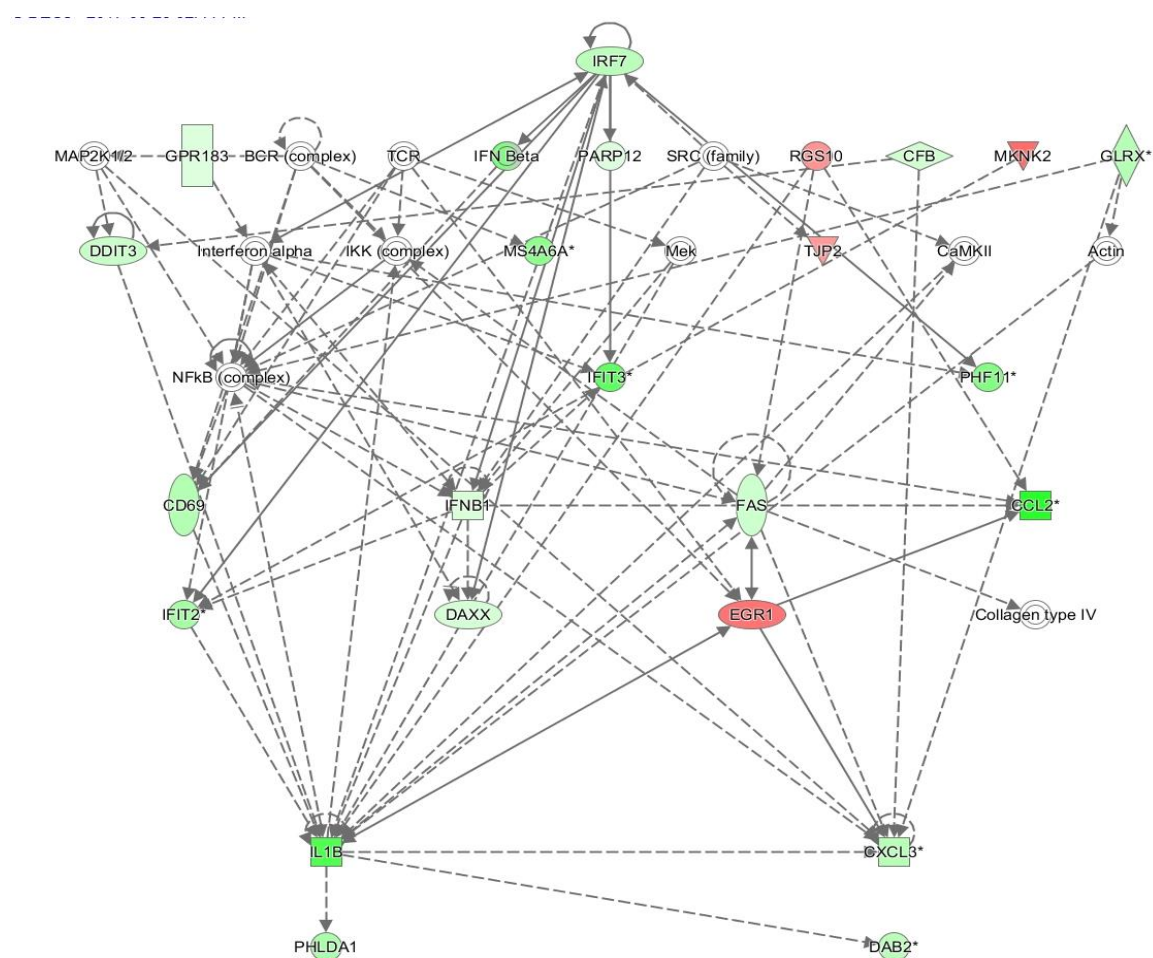 IRF7
MAP2K1/2 GPR183 BCR (complex) TCR IFN Beta PARP12 SRC (family) RGS10 CFB MKNK2 GLRX*
DDIT3 Interferon alpha IKK (complex) MS4A6A* Mek TJP2 CaMKII Actin
NFkB (complex) IFIT3* PHF11*
CD69 IFNB1 FAS CCL2*
IFIT2* DAXX EGR1 Collagen type IV
IL1B CXCL3*
PHLDA1 DAB2*